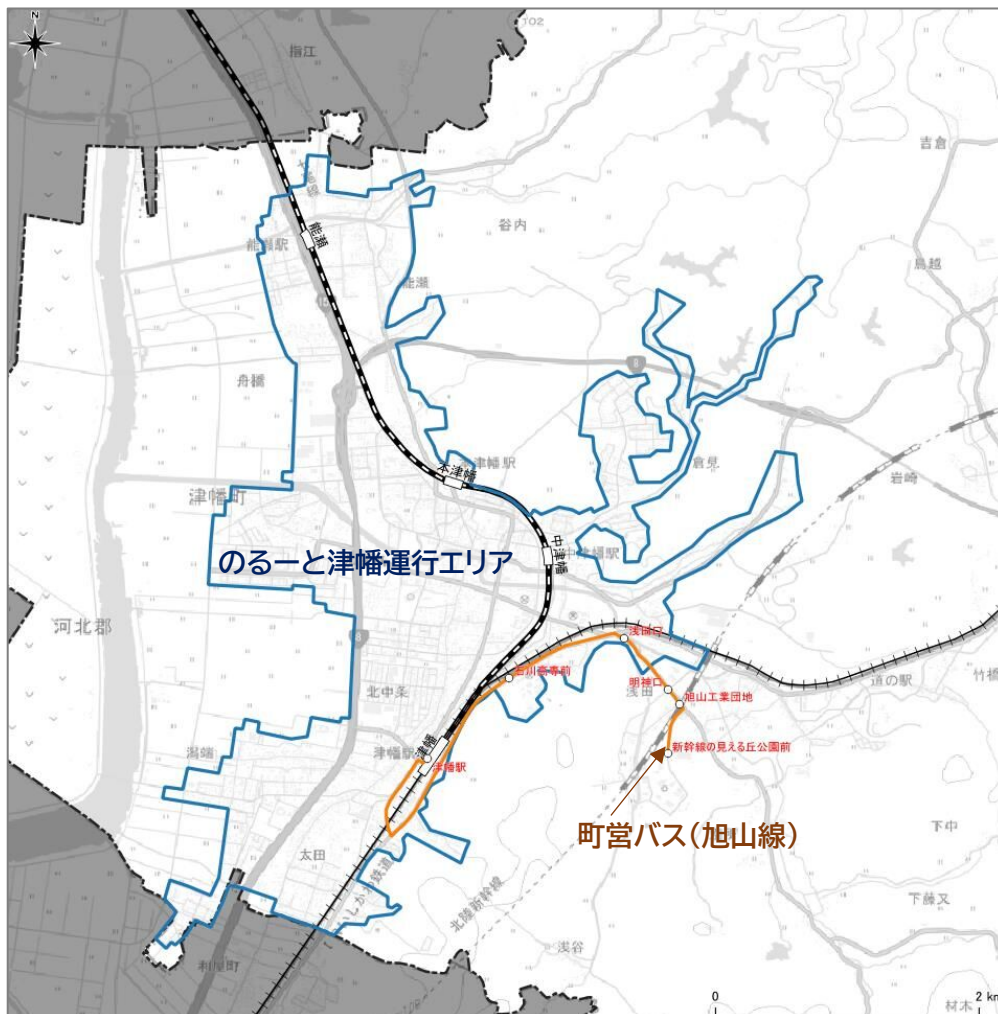 N
指江
吉倉
谷内
鳥越
能瀬
能瀬駅
能瀬
8
舟橋
本津幡
倉見
岩崎
津幡町
中津幡
中津幡駅
のるーと津幡運行エリア
河北郡
浅田口
石川高専前
浅田
明神口
旭山工業団地
道の駅
竹橋
北中条
8
新幹線の見える丘公園前
津幡駅
津幡
津幡駅
潟端
町営バス(旭山線)
太田
下中
いしかわ鉄道
北陸新幹線
下藤又
浅谷
利屋町
0
2 km
材木